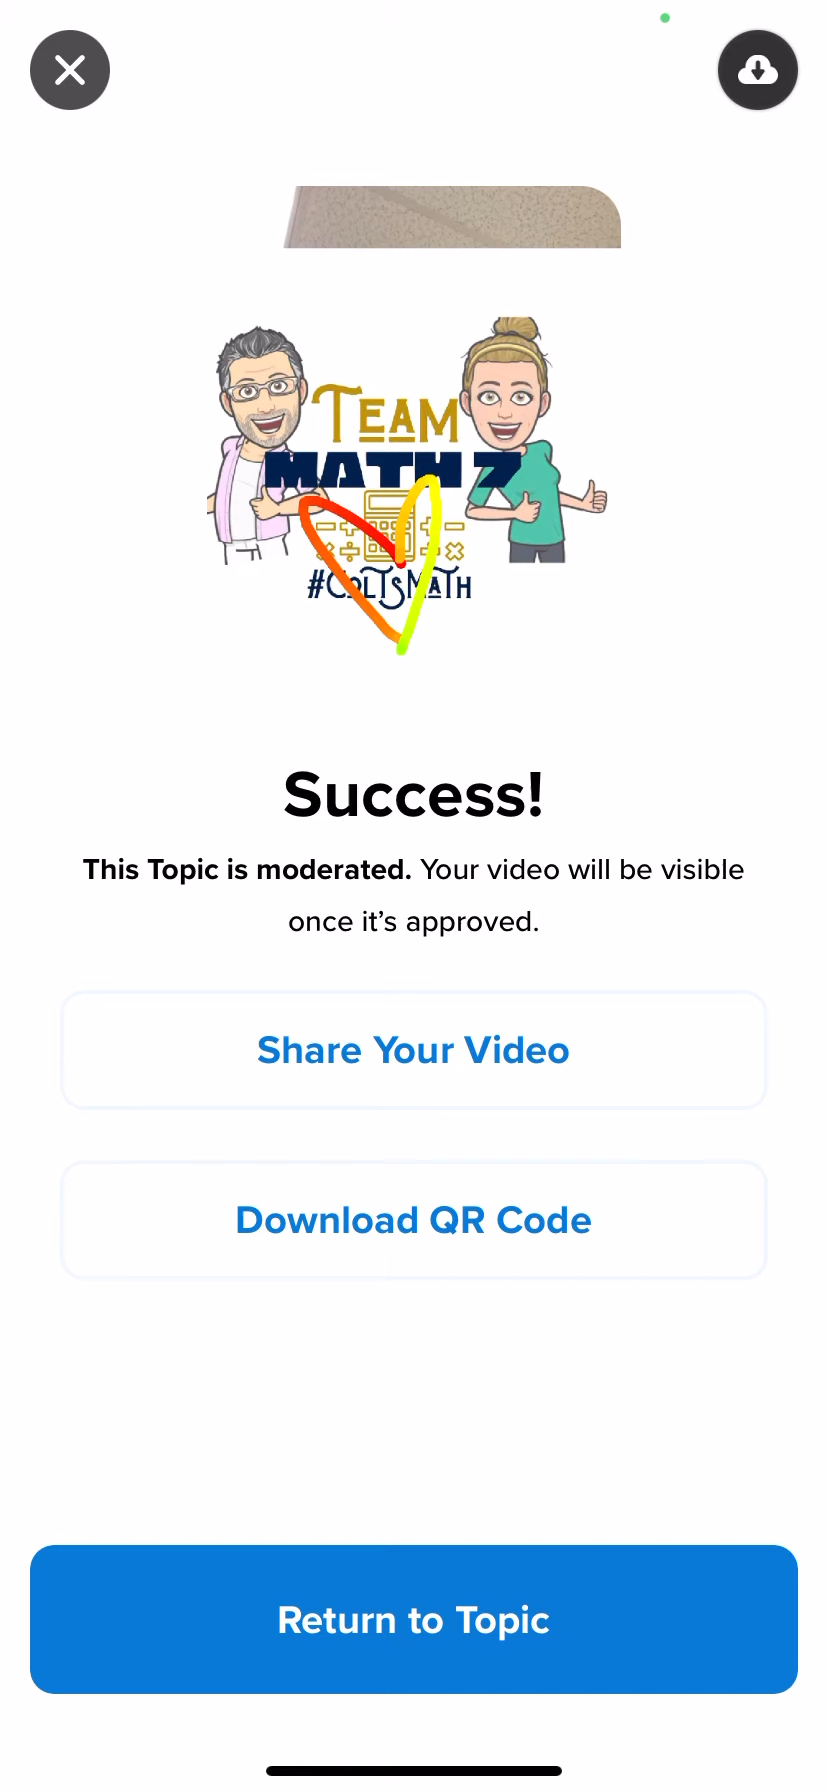 TEAM
MATH 7
#COLTSMATH
Success!
This Topic is moderated. Your video will be visible
once it’s approved.
Share Your Video
Download QR Code
Return to Topic